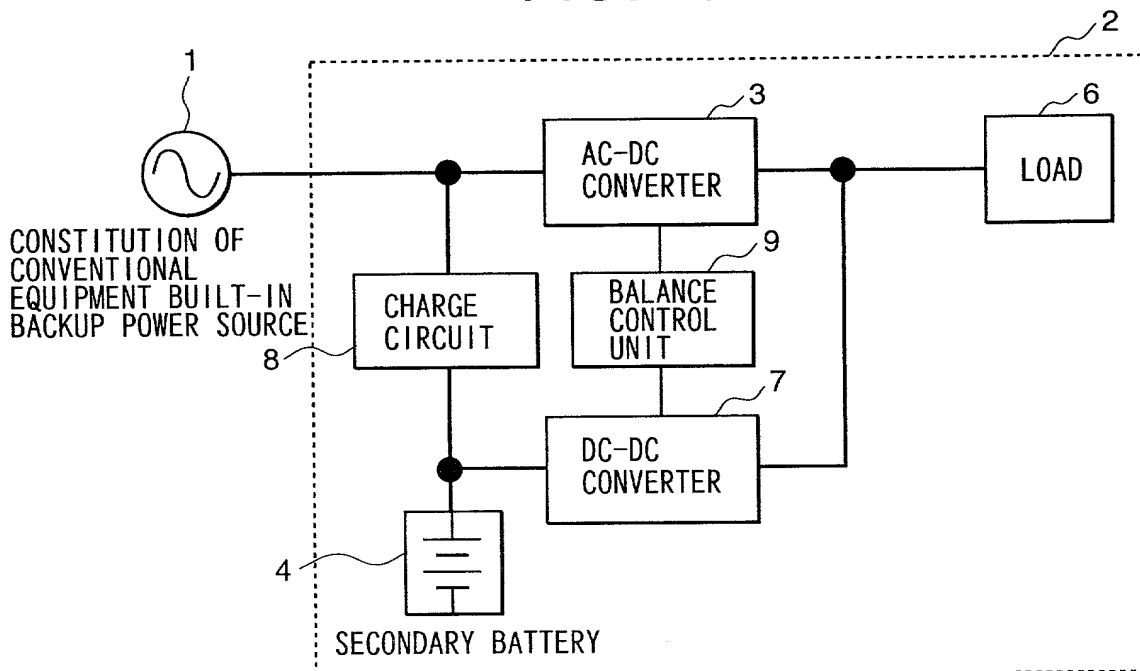 2
1
3
6
AC-DC
CONVERTER
LOAD
CONSTITUTION OF
CONVENTIONAL
EQUIPMENT BUILT-IN
BACKUP POWER SOURCE
9
CHARGE
CIRCUIT
BALANCE
CONTROL
UNIT
8
7
DC-DC
CONVERTER
4
SECONDARY BATTERY